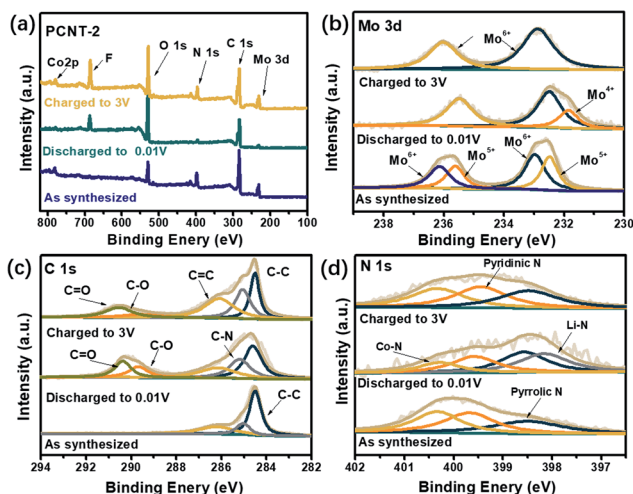 (a) PCNT-2
Co2p
F
O 1s
N 1s
C 1s
Mo 3d
Charged to 3V
Discharged to 0.01V
As synthesized
Intensity (a.u.)
800 700 600 500 400 300 200 100
Binding Enery (eV)
(b) Mo 3d
Mo6+
Charged to 3V
Mo4+
Discharged to 0.01V
Mo6+
Mo5+
Mo6+
Mo5+
As synthesized
Intensity (a.u.)
239 236 233 232 230
Binding Enery (eV)
(c) C 1s
C=O
C-O
C=C
C-C
Charged to 3V
C=O
C-O
C-N
Discharged to 0.01V
C-C
As synthesized
Intensity (a.u.)
294 292 290 288 286 284 282
Binding Energy (eV)
(d) N 1s
Pyridinic N
Charged to 3V
Co-N
Li-N
Discharged to 0.01V
Pyrrolic N
As synthesized
Intensity (a.u.)
402 401 400 399 398 397
Binding Enery (eV)